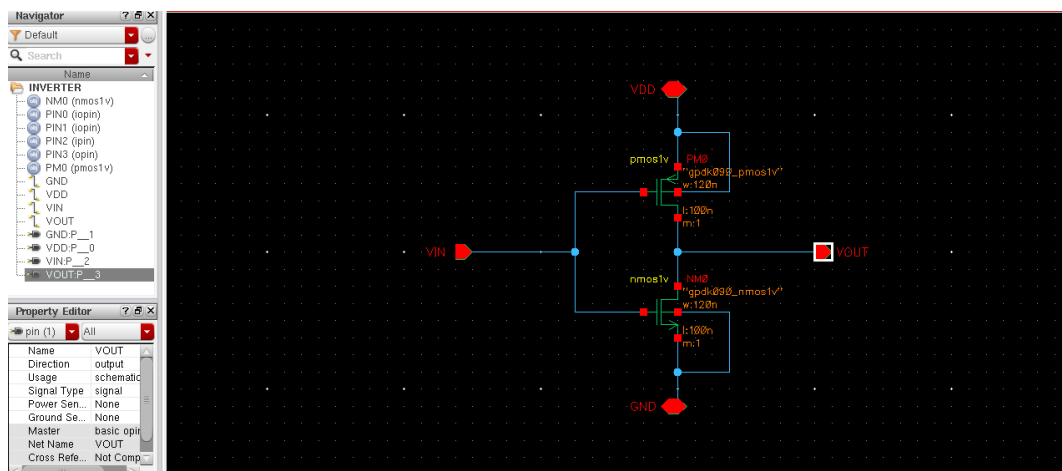 Navigator
Default
Search
Name
INVERTER
NM0 (nmos1v)
PIN0 (iopin)
PIN1 (iopin)
PIN2 (ipin)
PIN3 (opin)
PM0 (pmos1v)
GND
VDD
VIN
VOUT
GND:P__1
VDD:P__0
VIN:P__2
VOUT:P__3
Property Editor
pin (1) All
Name VOUT
Direction output
Usage schematic
Signal Type signal
Power Sen... None
Ground Se... None
Master basic opin
Net Name VOUT
Cross Refe... Not Comp
VDD
pmos1v PM0
"gpdk090_pmos1v"
w:120n
l:100n
m:1
VIN
VOUT
nmos1v NM0
"gpdk090_nmos1v"
w:120n
l:100n
m:1
GND